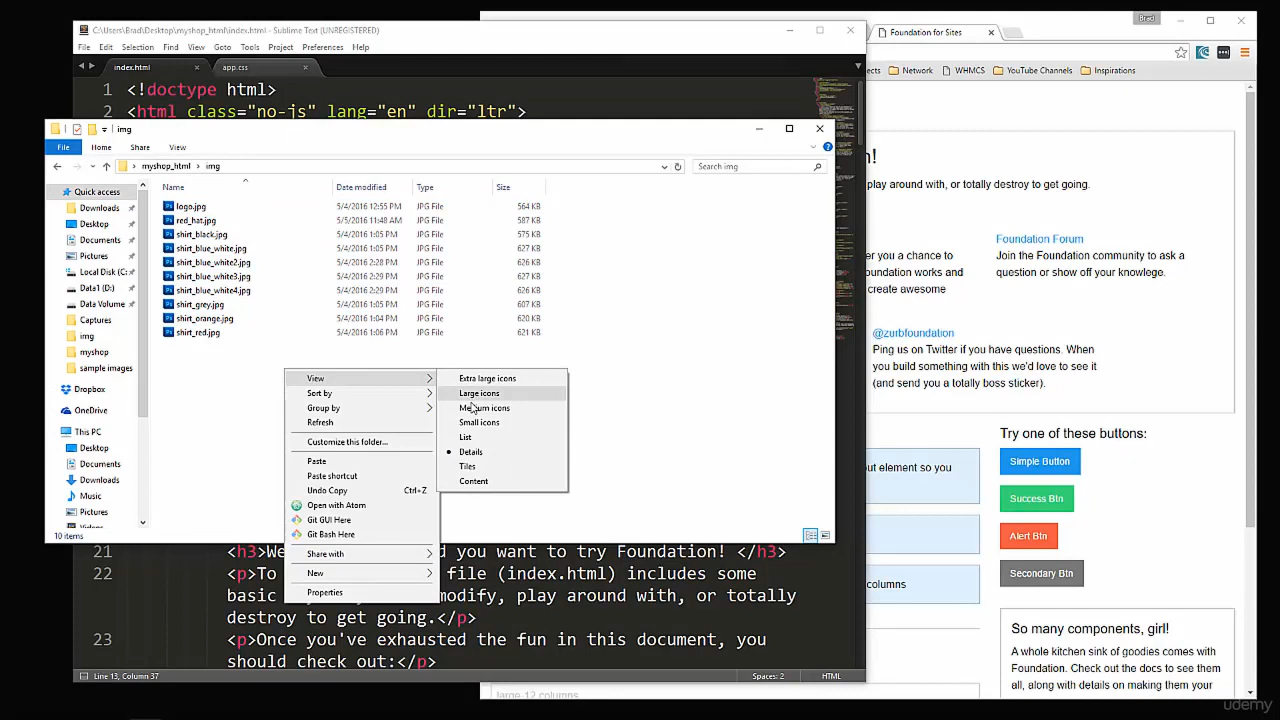 Brad
C:\Users\Brad\Desktop\myshop_html\index.html - Sublime Text (UNREGISTERED)
File Edit Selection Find View Goto Tools Project Preferences Help
index.html
app.css
1 <!doctype html>
2 <html class="no-js" lang="en" dir="ltr">
img
File Home Share View
myshop_html > img
Search img
Quick access
Downloads
Desktop
Documents
Pictures
Local Disk (C:
Data1 (D:)
Data Volume
Captures
img
myshop
sample images
Dropbox
OneDrive
This PC
Desktop
Documents
Downloads
Music
Pictures
Videos
Name Date modified Type Size
logo.jpg 5/4/2016 12:55 PM JPG File 564 KB
red_hat.jpg 5/5/2016 11:48 AM JPG File 587 KB
shirt_black.jpg 5/4/2016 1:05 PM JPG File 575 KB
shirt_blue_white.jpg 5/4/2016 1:05 PM JPG File 627 KB
shirt_blue_white2.jpg 5/4/2016 2:28 PM JPG File 626 KB
shirt_blue_white3.jpg 5/4/2016 2:29 PM JPG File 627 KB
shirt_blue_white4.jpg 5/4/2016 2:29 PM JPG File 626 KB
shirt_grey.jpg 5/4/2016 1:05 PM JPG File 607 KB
shirt_orange.jpg 5/4/2016 1:04 PM JPG File 620 KB
shirt_red.jpg 5/4/2016 1:06 PM JPG File 621 KB
View
Sort by
Group by
Refresh
Customize this folder...
Paste
Paste shortcut
Undo Copy Ctrl+Z
Open with Atom
Git GUI Here
Git Bash Here
Share with
New
Properties
Extra large icons
Large icons
Medium icons
Small icons
List
Details
Tiles
Content
10 items
21 <h3>We d you want to try Foundation! </h3>
22 <p>To file (index.html) includes some
basic modify, play around with, or totally
destroy to get going.</p>
23 <p>Once you've exhausted the fun in this document, you
should check out:</p>
Line 13, Column 37
Spaces: 2
HTML
Foundation for Sites
ects Network WHMCS YouTube Channels Inspirations
!
play around with, or totally destroy to get going.
er you a chance to
oundation works and
create awesome
Foundation Forum
Join the Foundation community to ask a
question or show off your knowlege.
@zurbfoundation
Ping us on Twitter if you have questions. When
you build something with this we'd love to see it
(and send you a totally boss sticker).
out element so you
columns
large-12 columns
Try one of these buttons:
Simple Button
Success Btn
Alert Btn
Secondary Btn
So many components, girl!
A whole kitchen sink of goodies comes with
Foundation. Check out the docs to see them
all, along with details on making them your
udemy